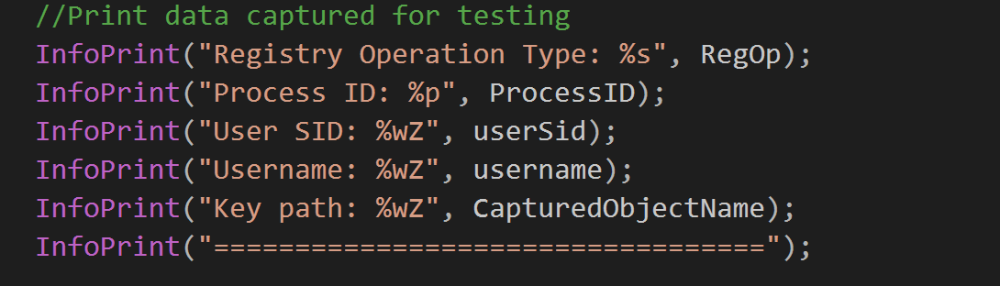 //Print data captured for testing
InfoPrint("Registry Operation Type: %s", RegOp);
InfoPrint("Process ID: %p", ProcessID);
InfoPrint("User SID: %wZ", userSid);
InfoPrint("Username: %wZ", username);
InfoPrint("Key path: %wZ", CapturedObjectName);
InfoPrint("==================================");